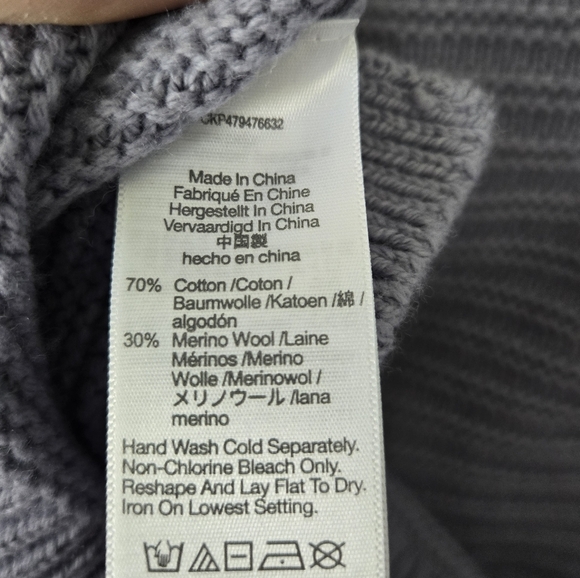 CKP479476632
Made In China
Fabriqué En Chine
Hergestellt In China
Vervaardigd In China
中国製
hecho en china
70% Cotton /Coton /
Baumwolle /Katoen /綿 /
algodón
30% Merino Wool /Laine
Mérinos /Merino
Wolle /Merinowol /
メリノウール /lana
merino
Hand Wash Cold Separately.
Non-Chlorine Bleach Only.
Reshape And Lay Flat To Dry.
Iron On Lowest Setting.